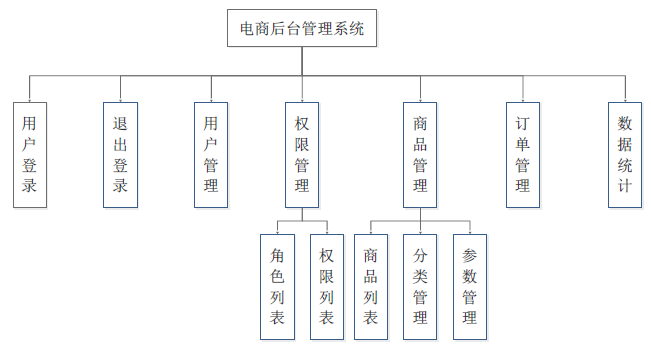 电商后台管理系统
用户登录
退出登录
用户管理
权限管理
商品管理
订单管理
数据统计
角色列表
权限列表
商品列表
分类管理
参数管理